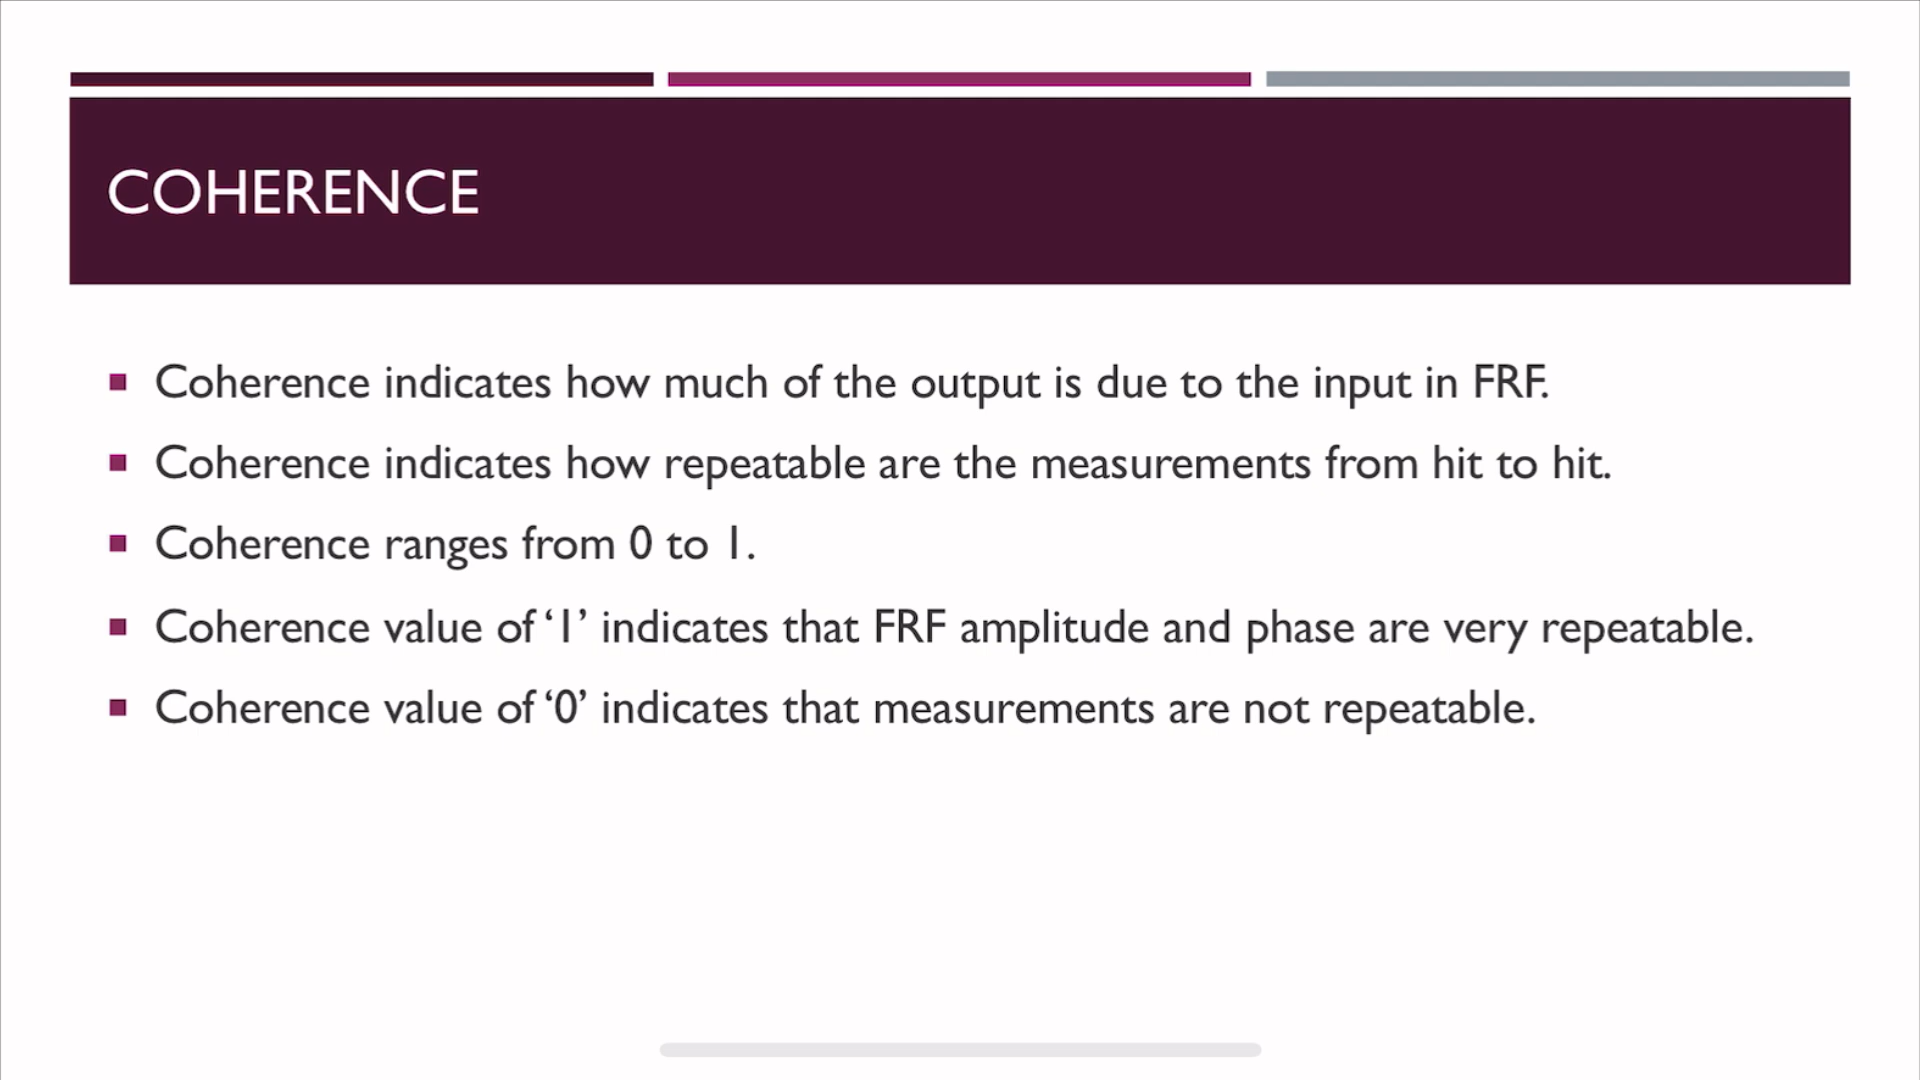 COHERENCE
Coherence indicates how much of the output is due to the input in FRF.
Coherence indicates how repeatable are the measurements from hit to hit.
Coherence ranges from 0 to 1.
Coherence value of ‘1’ indicates that FRF amplitude and phase are very repeatable.
Coherence value of ‘0’ indicates that measurements are not repeatable.